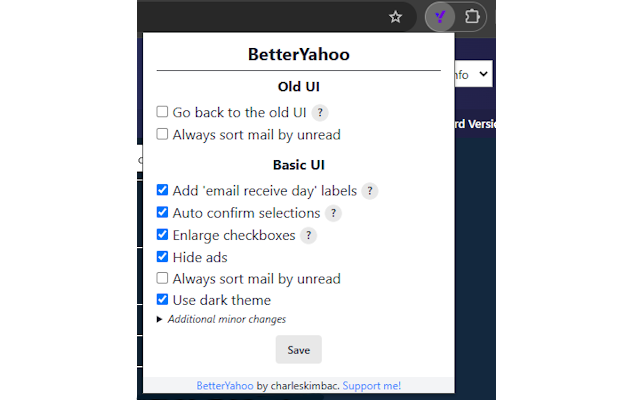 BetterYahoo
Old UI
Go back to the old UI ?
Always sort mail by unread
Basic UI
Add 'email receive day' labels ?
Auto confirm selections ?
Enlarge checkboxes ?
Hide ads
Always sort mail by unread
Use dark theme
Additional minor changes
Save
BetterYahoo by charleskimbac. Support me!
nfo
rd Versi